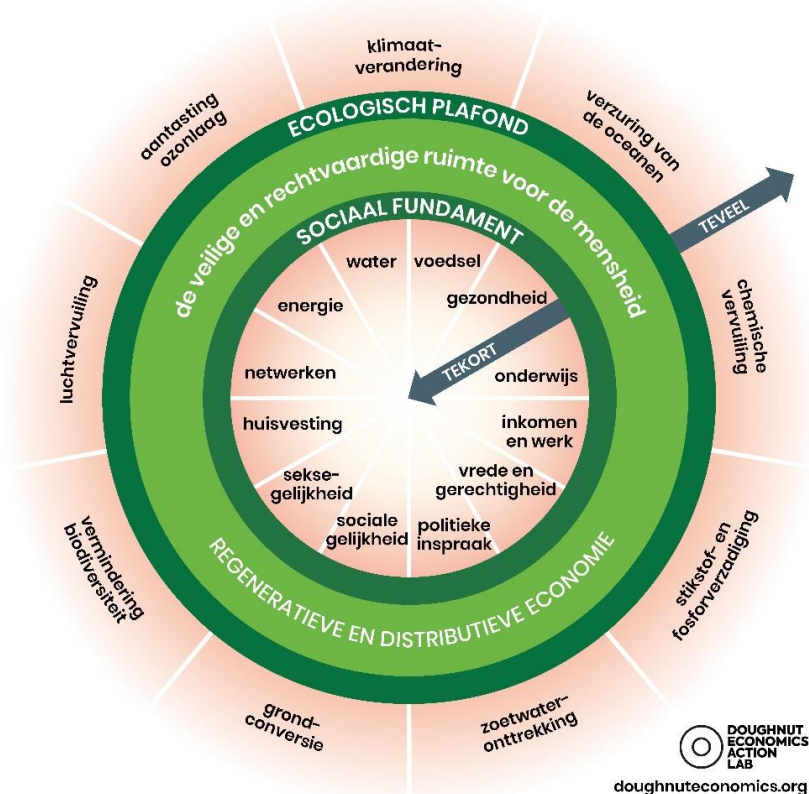 klimaat-
verandering
verzuring van
de oceanen
chemische
vervuiling
stikstof- en
fosforverzadiging
zoetwater-
onttrekking
grond-
conversie
vermindering
biodiversiteit
luchtvervuiling
aantasting
ozonlaag
TEVEEL
ECOLOGISCH PLAFOND
de veilige en rechtvaardige ruimte voor de mensheid
SOCIAAL FUNDAMENT
water
voedsel
energie
gezondheid
TEKORT
netwerken
onderwijs
huisvesting
inkomen
en werk
sekse-
gelijkheid
vrede en
gerechtigheid
sociale
gelijkheid
politieke
inspraak
REGENERATIEVE EN DISTRIBUTIEVE ECONOMIE
DOUGHNUT
ECONOMICS
ACTION
LAB
doughnuteconomics.org